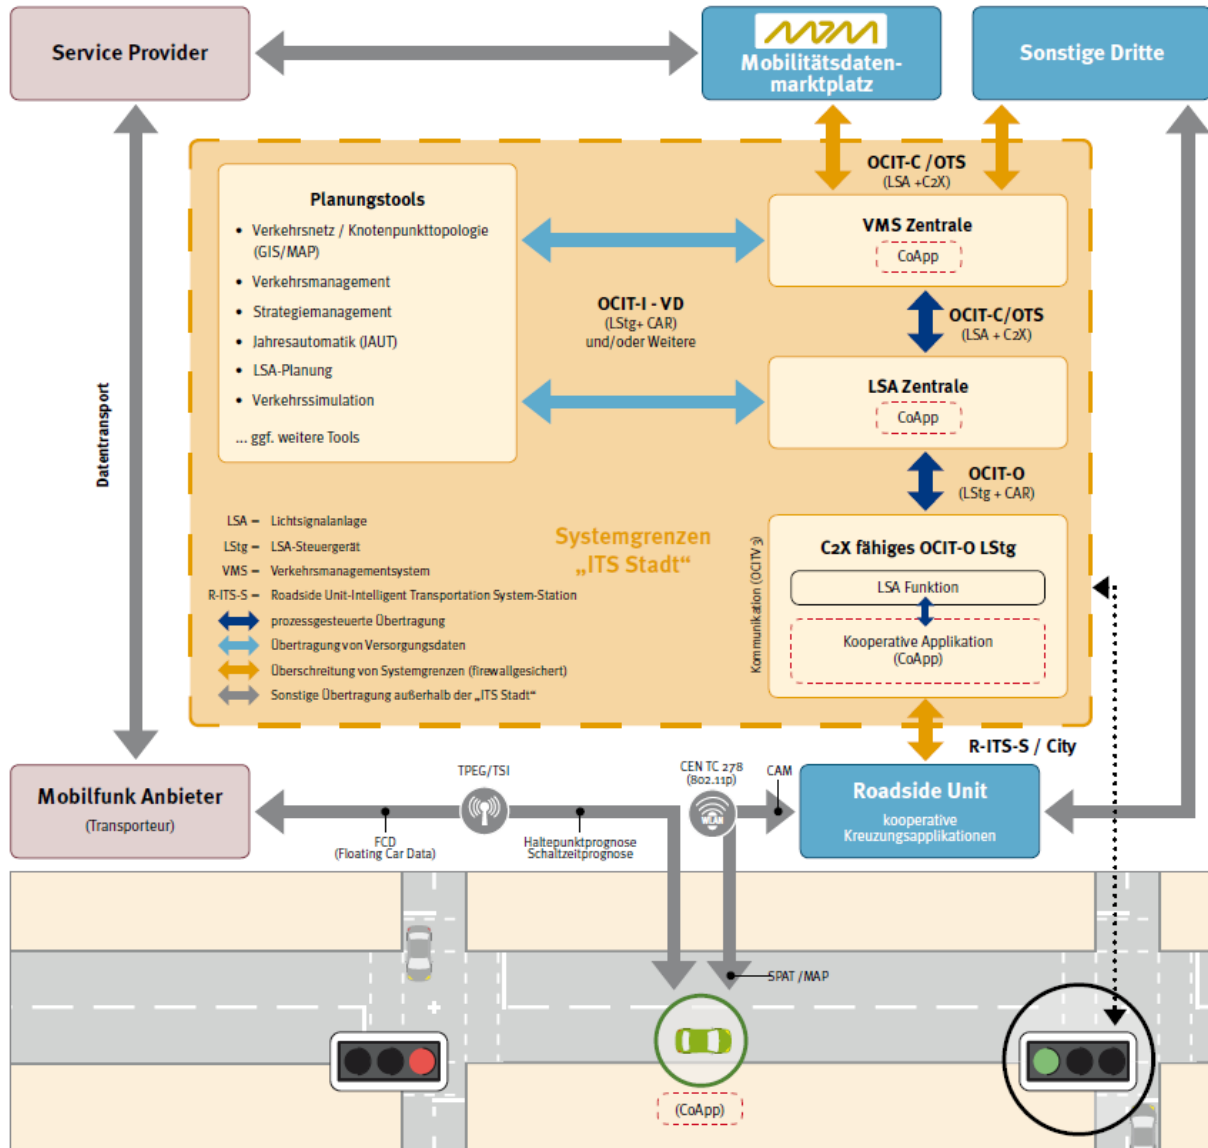 Service Provider
MDM
Mobilitätsdaten-
marktplatz
Sonstige Dritte
OCIT-C /OTS
(LSA +C2X)
Planungstools
• Verkehrsnetz / Knotenpunkttopologie
(GIS/MAP)
• Verkehrsmanagement
• Strategiemanagement
• Jahresautomatik (JAUT)
• LSA-Planung
• Verkehrssimulation
... ggf. weitere Tools
VMS Zentrale
CoApp
OCIT-I - VD
(LStg+ CAR)
und/oder Weitere
OCIT-C/OTS
(LSA + C2X)
LSA Zentrale
CoApp
OCIT-O
(LStg + CAR)
Datentransport
LSA = Lichtsignalanlage
LStg = LSA-Steuergerät
VMS = Verkehrsmanagementsystem
R-ITS-S = Roadside Unit-Intelligent Transportation System-Station
prozessgesteuerte Übertragung
Übertragung von Versorgungsdaten
Überschreitung von Systemgrenzen (firewallgesichert)
Sonstige Übertragung außerhalb der „ITS Stadt“
Systemgrenzen
„ITS Stadt“
Kommunikation (OCITV 3)
C2X fähiges OCIT-O LStg
LSA Funktion
Kooperative Applikation
(CoApp)
R-ITS-S / City
Mobilfunk Anbieter
(Transporteur)
TPEG/TSI
FCD
(Floating Car Data)
Haltepunktprognose
Schaltzeitprognose
CEN TC 278
(802.11p)
WLAN
CAM
Roadside Unit
kooperative
Kreuzungsapplikationen
SPAT /MAP
(CoApp)